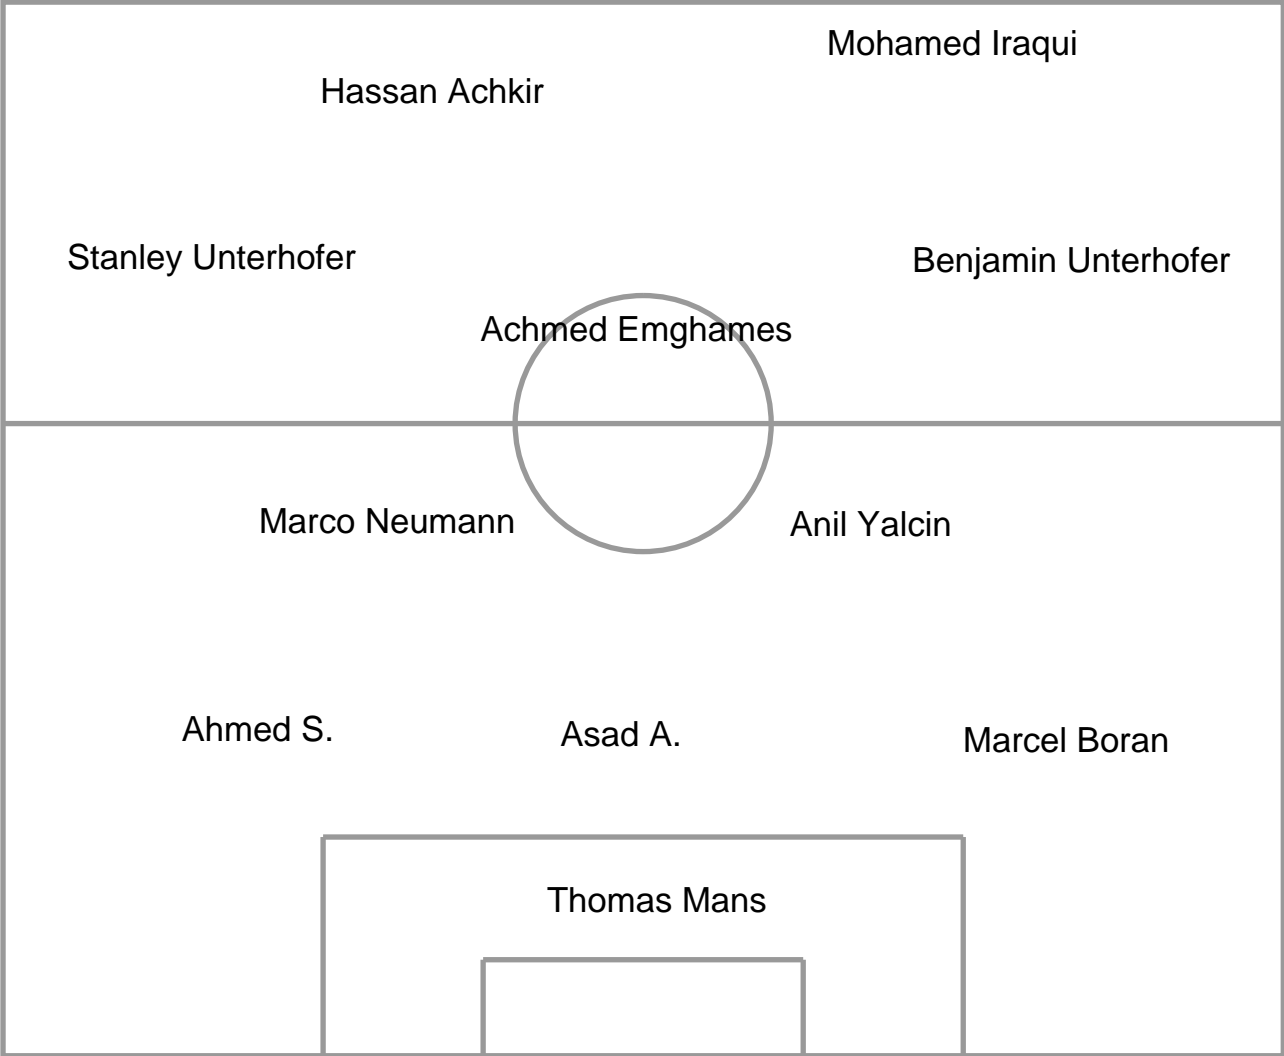 Mohamed Iraqui
Hassan Achkir
Stanley Unterhofer
Benjamin Unterhofer
Achmed Emghames
Marco Neumann
Anil Yalcin
Ahmed S.
Asad A.
Marcel Boran
Thomas Mans